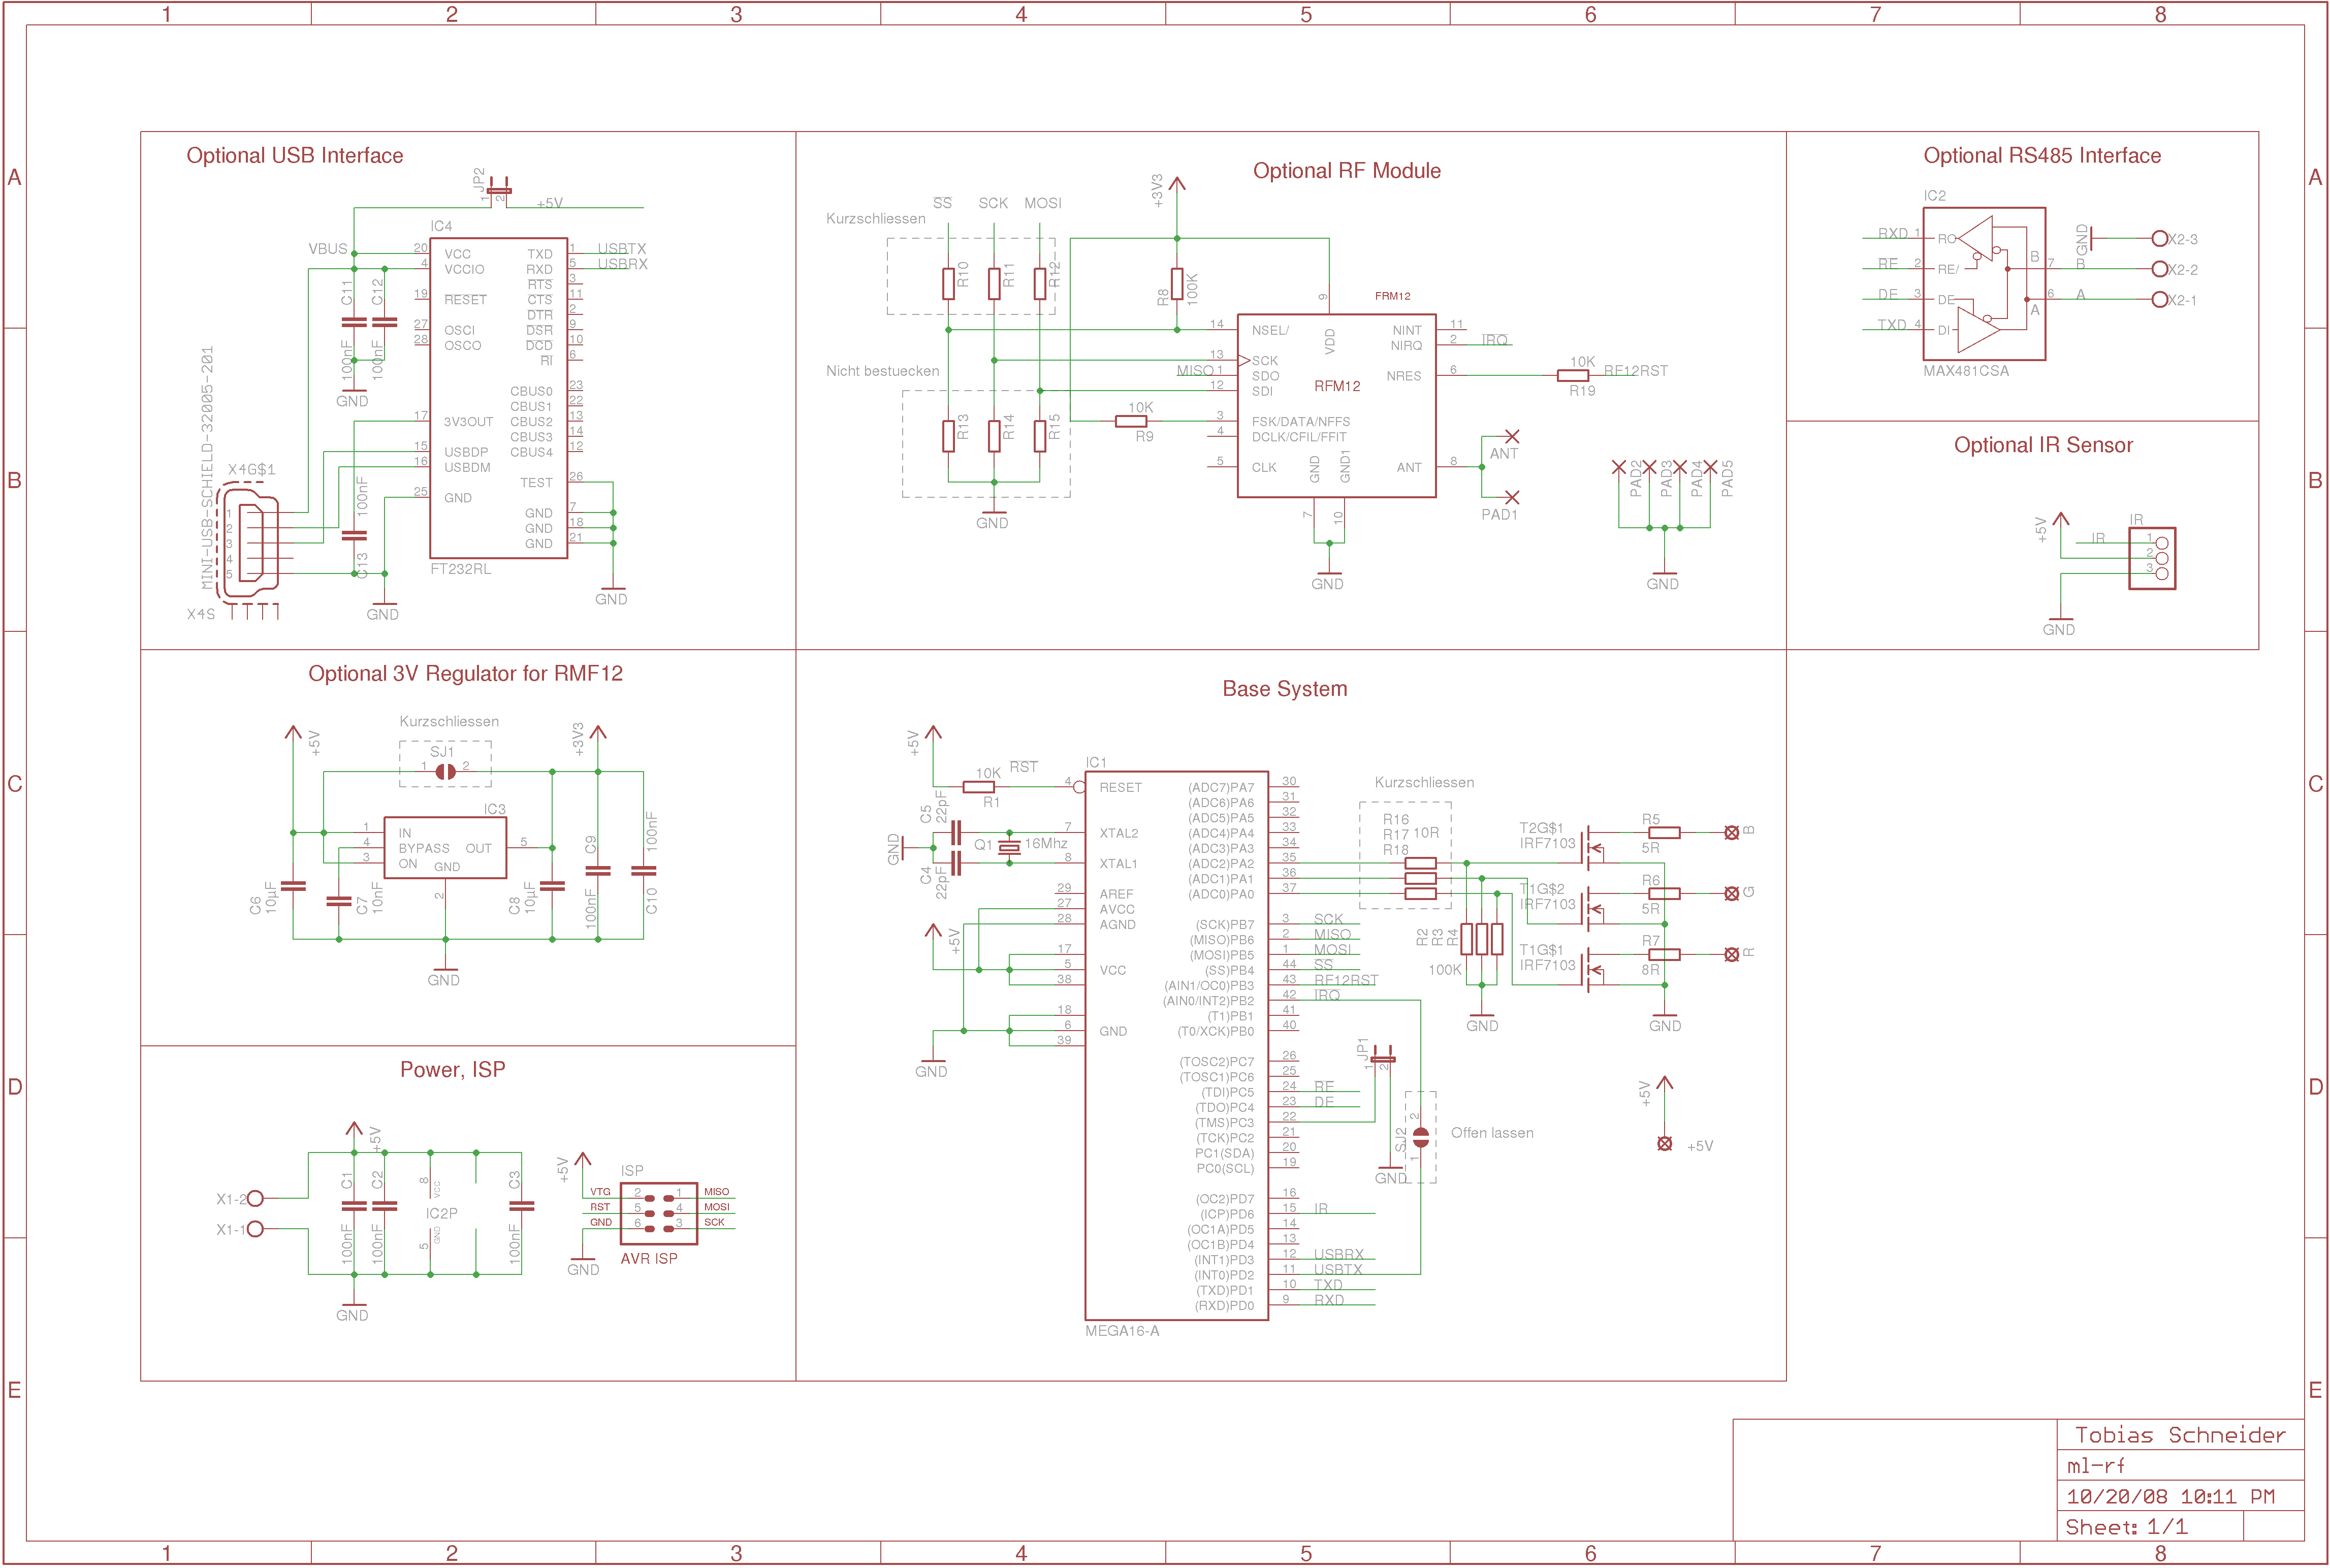 1 2 3 4 5 6 7 8
A
B
C
D
E
Optional USB Interface
JP2
1
2
+5V
IC4
VBUS
20 VCC
4 VCCIO
19 RESET
27 OSCI
28 OSCO
17 3V3OUT
15 USBDP
16 USBDM
25 GND
TXD 1 USBTX
RXD 5 USBRX
RTS 3
CTS 11
DTR 2
DSR 9
DCD 10
RI 6
CBUS0 23
CBUS1 22
CBUS2 13
CBUS3 14
CBUS4 12
TEST 26
GND 7
GND 18
GND 21
FT232RL
GND
C11
100nF
C12
100nF
GND
100nF
C13
GND
MINI-USB-SCHIELD-32005-201
X4G$1
1
2
3
4
5
X4S
Optional RF Module
SS SCK MOSI
Kurzschliessen
R10
R11
R12
Nicht bestuecken
R13
R14
R15
GND
+3V3
R8
100K
10K
R9
FRM12
RFM12
9
VDD
14 NSEL/
13 SCK
MISO 1 SDO
12 SDI
3 FSK/DATA/NFFS
4 DCLK/CFIL/FFIT
5 CLK
NINT 11
NIRQ 2 IRQ
NRES 6
ANT 8
GND
GND1
7
10
GND
10K
R19
RF12RST
ANT
PAD1
PAD2
PAD3
PAD4
PAD5
GND
Optional RS485 Interface
IC2
RXD 1 RO
RE 2 RE/
DE 3 DE
TXD 4 DI
B 7 B
A 6 A
MAX481CSA
GND
X2-3
X2-2
X2-1
Optional IR Sensor
+5V
IR
IR
1
2
3
GND
Optional 3V Regulator for RMF12
Kurzschliessen
SJ1
1 2
+5V
+3V3
IC3
1 IN
4 BYPASS
3 ON
OUT 5
GND
2
C6
10µF
C7
10nF
C8
10µF
C9
100nF
100nF
C10
GND
Power, ISP
X1-2
X1-1
+5V
C1
100nF
C2
100nF
8
VCC
IC2P
GND
5
C3
100nF
GND
+5V
ISP
VTG 2 1 MISO
RST 5 4 MOSI
GND 6 3 SCK
GND
AVR ISP
Base System
+5V
10K
R1
RST
C5
22pF
C4
22pF
GND
Q1
16Mhz
+5V
GND
IC1
4 RESET
7 XTAL2
8 XTAL1
29 AREF
27 AVCC
28 AGND
17
5 VCC
38
18
6 GND
39
(ADC7)PA7 30
(ADC6)PA6 31
(ADC5)PA5 32
(ADC4)PA4 33
(ADC3)PA3 34
(ADC2)PA2 35
(ADC1)PA1 36
(ADC0)PA0 37
(SCK)PB7 3 SCK
(MISO)PB6 2 MISO
(MOSI)PB5 1 MOSI
(SS)PB4 44 SS
(AIN1/OC0)PB3 43 RF12RST
(AIN0/INT2)PB2 42 IRQ
(T1)PB1 41
(T0/XCK)PB0 40
(TOSC2)PC7 26
(TOSC1)PC6 25
(TDI)PC5 24 RE
(TDO)PC4 23 DE
(TMS)PC3 22
(TCK)PC2 21
PC1(SDA) 20
PC0(SCL) 19
(OC2)PD7 16
(ICP)PD6 15 IR
(OC1A)PD5 14
(OC1B)PD4 13
(INT1)PD3 12 USBRX
(INT0)PD2 11 USBTX
(TXD)PD1 10 TXD
(RXD)PD0 9 RXD
MEGA16-A
Kurzschliessen
R16
R17 10R
R18
R2
R3
R4
100K
GND
T2G$1
IRF7103
T1G$2
IRF7103
T1G$1
IRF7103
R5
5R
B
R6
5R
G
R7
8R
R
GND
JP1
1
2
GND
SJ2
1
2
Offen lassen
+5V
+5V
Tobias Schneider
ml-rf
10/20/08 10:11 PM
Sheet: 1/1
A
B
C
D
E
1 2 3 4 5 6 7 8